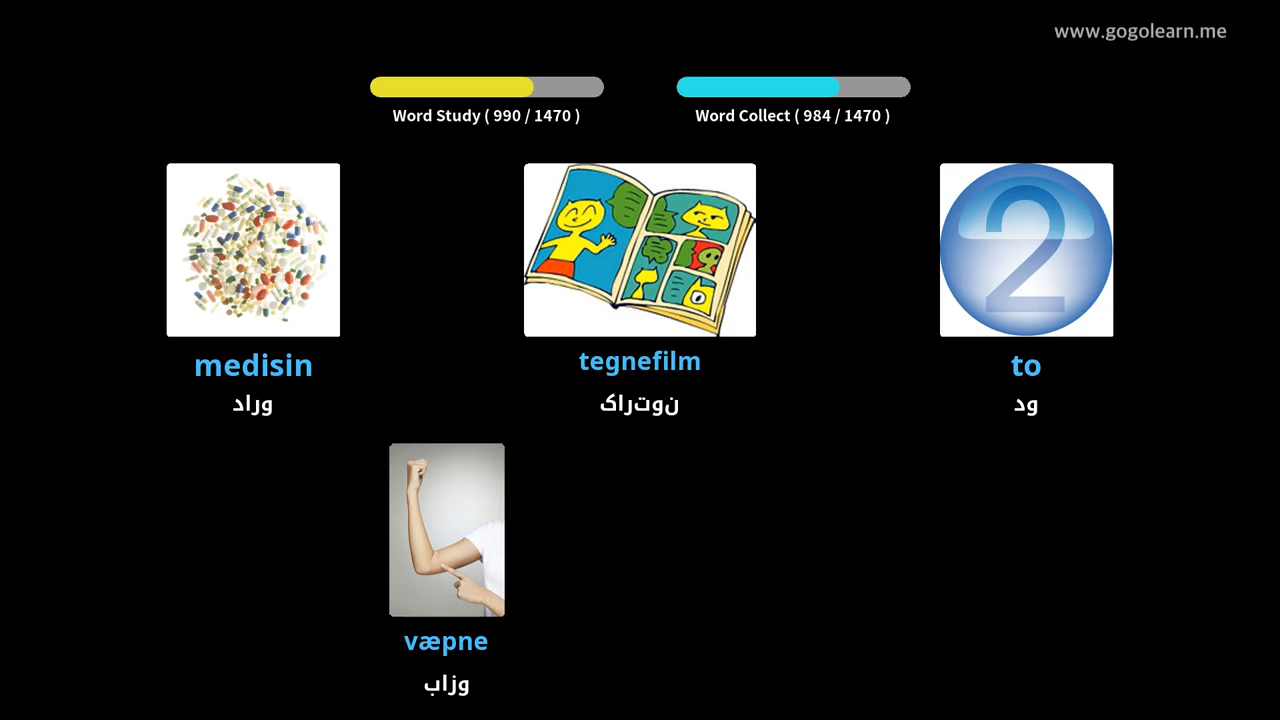 www.gogolearn.me
Word Study ( 990 / 1470 )
Word Collect ( 984 / 1470 )
2
medisin
وراد
tegnefilm
نوتراک
to
ود
væpne
وزاب